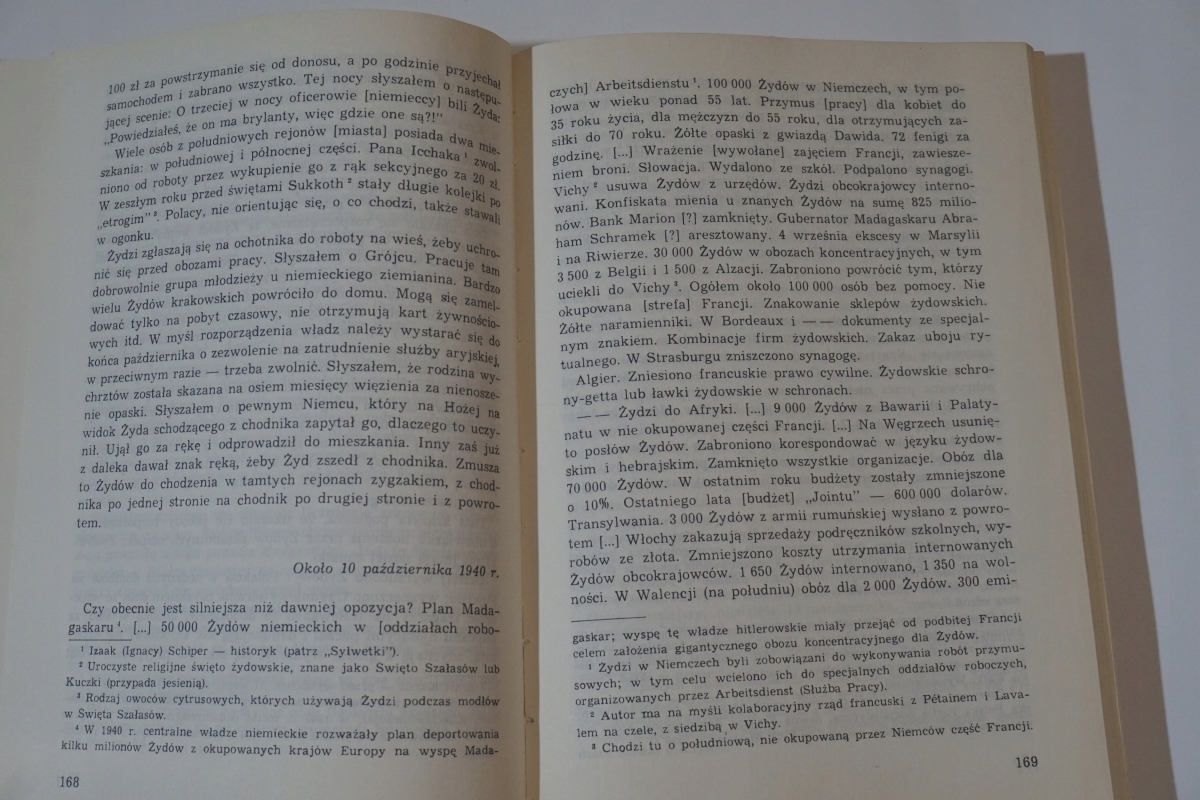 100 zł za powstrzymanie się od donosu, a po godzinie przyjechał
samochodem i zabrano wszystko. Tej nocy słyszałem o następu-
jącej scenie: O trzeciej w nocy oficerowie [niemieccy] bili Żyda:
„Powiedziałeś, że on ma brylanty, więc gdzie one są?!"
Wiele osób z południowych rejonów [miasta] posiada dwa mie-
szkania: w południowej i północnej części. Pana Icchaka ¹ zwol-
niono od roboty przez wykupienie go z rąk sekcyjnego za 20 zł.
W zeszłym roku przed świętami Sukkoth ² stały długie kolejki po
„etrogim" ³. Polacy, nie orientując się, o co chodzi, także stawali
w ogonku.
Żydzi zgłaszają się na ochotnika do roboty na wieś, żeby uchro-
nić się przed obozami pracy. Słyszałem o Grójcu. Pracuje tam
dobrowolnie grupa młodzieży u niemieckiego ziemianina. Bardzo
wielu Żydów krakowskich powróciło do domu. Mogą się zamel-
dować tylko na pobyt czasowy, nie otrzymują kart żywnościo-
wych itd. W myśl rozporządzenia władz należy wystarać się do
końca października o zezwolenie na zatrudnienie służby aryjskiej,
w przeciwnym razie — trzeba zwolnić. Słyszałem, że rodzina wy-
chrztów została skazana na osiem miesięcy więzienia za nienosze-
nie opaski. Słyszałem o pewnym Niemcu, który na Hożej na
widok Żyda schodzącego z chodnika zapytał go, dlaczego to uczy-
nił. Ujął go za rękę i odprowadził do mieszkania. Inny zaś już
z daleka dawał znak ręką, żeby Żyd zszedł z chodnika. Zmusza
to Żydów do chodzenia w tamtych rejonach zygzakiem, z chod-
nika po jednej stronie na chodnik po drugiej stronie i z powro-
tem.
Około 10 października 1940 r.
Czy obecnie jest silniejsza niż dawniej opozycja? Plan Mada-
gaskaru ⁴. [...] 50 000 Żydów niemieckich w [oddziałach robo-
¹ Izaak (Ignacy) Schiper — historyk (patrz „Sylwetki").
² Uroczyste religijne święto żydowskie, znane jako Święto Szałasów lub
Kuczki (przypada jesienią).
³ Rodzaj owoców cytrusowych, których używają Żydzi podczas modłów
w Święta Szałasów.
⁴ W 1940 r. centralne władze niemieckie rozważały plan deportowania
kilku milionów Żydów z okupowanych krajów Europy na wyspę Mada-
168
czych] Arbeitsdienstu ¹. 100 000 Żydów w Niemczech, w tym po-
łowa w wieku ponad 55 lat. Przymus [pracy] dla kobiet do
35 roku życia, dla mężczyzn do 55 roku, dla otrzymujących za-
siłki do 70 roku. Żółte opaski z gwiazdą Dawida. 72 fenigi za
godzinę. [...] Wrażenie [wywołane] zajęciem Francji, zawiesze-
niem broni. Słowacja. Wydalono ze szkół. Podpalono synagogi.
Vichy ² usuwa Żydów z urzędów. Żydzi obcokrajowcy interno-
wani. Konfiskata mienia u znanych Żydów na sumę 825 milio-
nów. Bank Marion [?] zamknięty. Gubernator Madagaskaru Abra-
ham Schramek [?] aresztowany. 4 września ekscesy w Marsylii
i na Riwierze. 30 000 Żydów w obozach koncentracyjnych, w tym
3 500 z Belgii i 1 500 z Alzacji. Zabroniono powrócić tym, którzy
uciekli do Vichy ³. Ogółem około 100 000 osób bez pomocy. Nie
okupowana [strefa] Francji. Znakowanie sklepów żydowskich.
Żółte naramienniki. W Bordeaux i — — dokumenty ze specjal-
nym znakiem. Kombinacje firm żydowskich. Zakaz uboju ry-
tualnego. W Strasburgu zniszczono synagogę.
Algier. Zniesiono francuskie prawo cywilne. Żydowskie schro-
ny-getta lub ławki żydowskie w schronach.
— — Żydzi do Afryki. [...] 9 000 Żydów z Bawarii i Palaty-
natu w nie okupowanej części Francji. [...] Na Węgrzech usunię-
to posłów Żydów. Zabroniono korespondować w języku żydow-
skim i hebrajskim. Zamknięto wszystkie organizacje. Obóz dla
70 000 Żydów. W ostatnim roku budżety zostały zmniejszone
o 10%. Ostatniego lata [budżet] „Jointu" — 600 000 dolarów.
Transylwania. 3 000 Żydów z armii rumuńskiej wysłano z powro-
tem [...] Włochy zakazują sprzedaży podręczników szkolnych, wy-
robów ze złota. Zmniejszono koszty utrzymania internowanych
Żydów obcokrajowców. 1 650 Żydów internowano, 1 350 na wol-
ności. W Walencji (na południu) obóz dla 2 000 Żydów. 300 emi-
gaskar; wyspę tę władze hitlerowskie miały przejąć od podbitej Francji
celem założenia gigantycznego obozu koncentracyjnego dla Żydów.
¹ Żydzi w Niemczech byli zobowiązani do wykonywania robót przymu-
sowych; w tym celu wcielono ich do specjalnych oddziałów roboczych,
organizowanych przez Arbeitsdienst (Służba Pracy).
² Autor ma na myśli kolaboracyjny rząd francuski z Pétainem i Lava-
lem na czele, z siedzibą w Vichy.
³ Chodzi tu o południową, nie okupowaną przez Niemców część Francji.
169